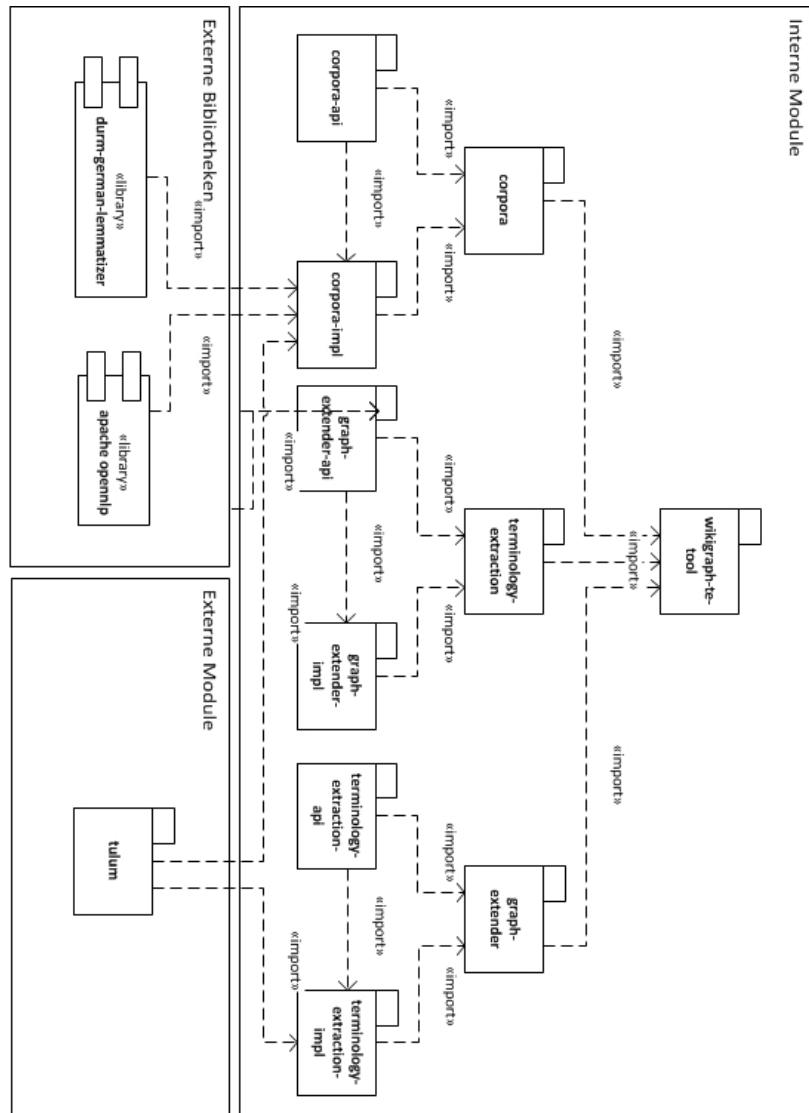 Interne Module
wikigraph-te-
tool
«import»
«import»
«import»
corpora
terminology-
extraction
graph-
extender
«import»
«import»
«import»
«import»
«import»
«import»
corpora-api
«import»
corpora-impl
graph-
extender-api
«import»
graph-
extender-
impl
terminology-
extraction-
api
«import»
terminology-
extraction-
impl
«import»
«import»
«import»
Externe Bibliotheken
«import»
«import»
«library»
durm-german-lemmatizer
«library»
apache opennlp
Externe Module
tulum